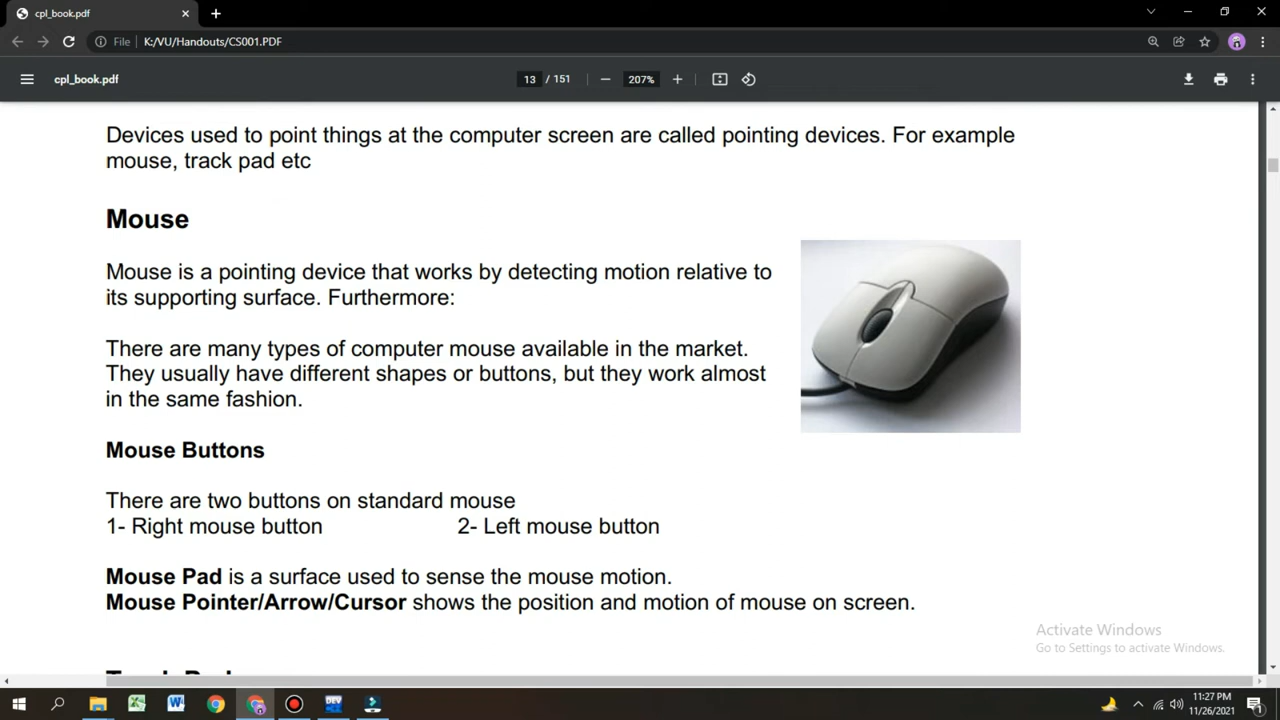 cpl_book.pdf
File K:/VU/Handouts/CS001.PDF
cpl_book.pdf
13 / 151
207%
Devices used to point things at the computer screen are called pointing devices. For example
mouse, track pad etc
Mouse
Mouse is a pointing device that works by detecting motion relative to
its supporting surface. Furthermore:
There are many types of computer mouse available in the market.
They usually have different shapes or buttons, but they work almost
in the same fashion.
Mouse Buttons
There are two buttons on standard mouse
1- Right mouse button 2- Left mouse button
Mouse Pad is a surface used to sense the mouse motion.
Mouse Pointer/Arrow/Cursor shows the position and motion of mouse on screen.
Activate Windows
Go to Settings to activate Windows.
DEV
11:27 PM
11/26/2021